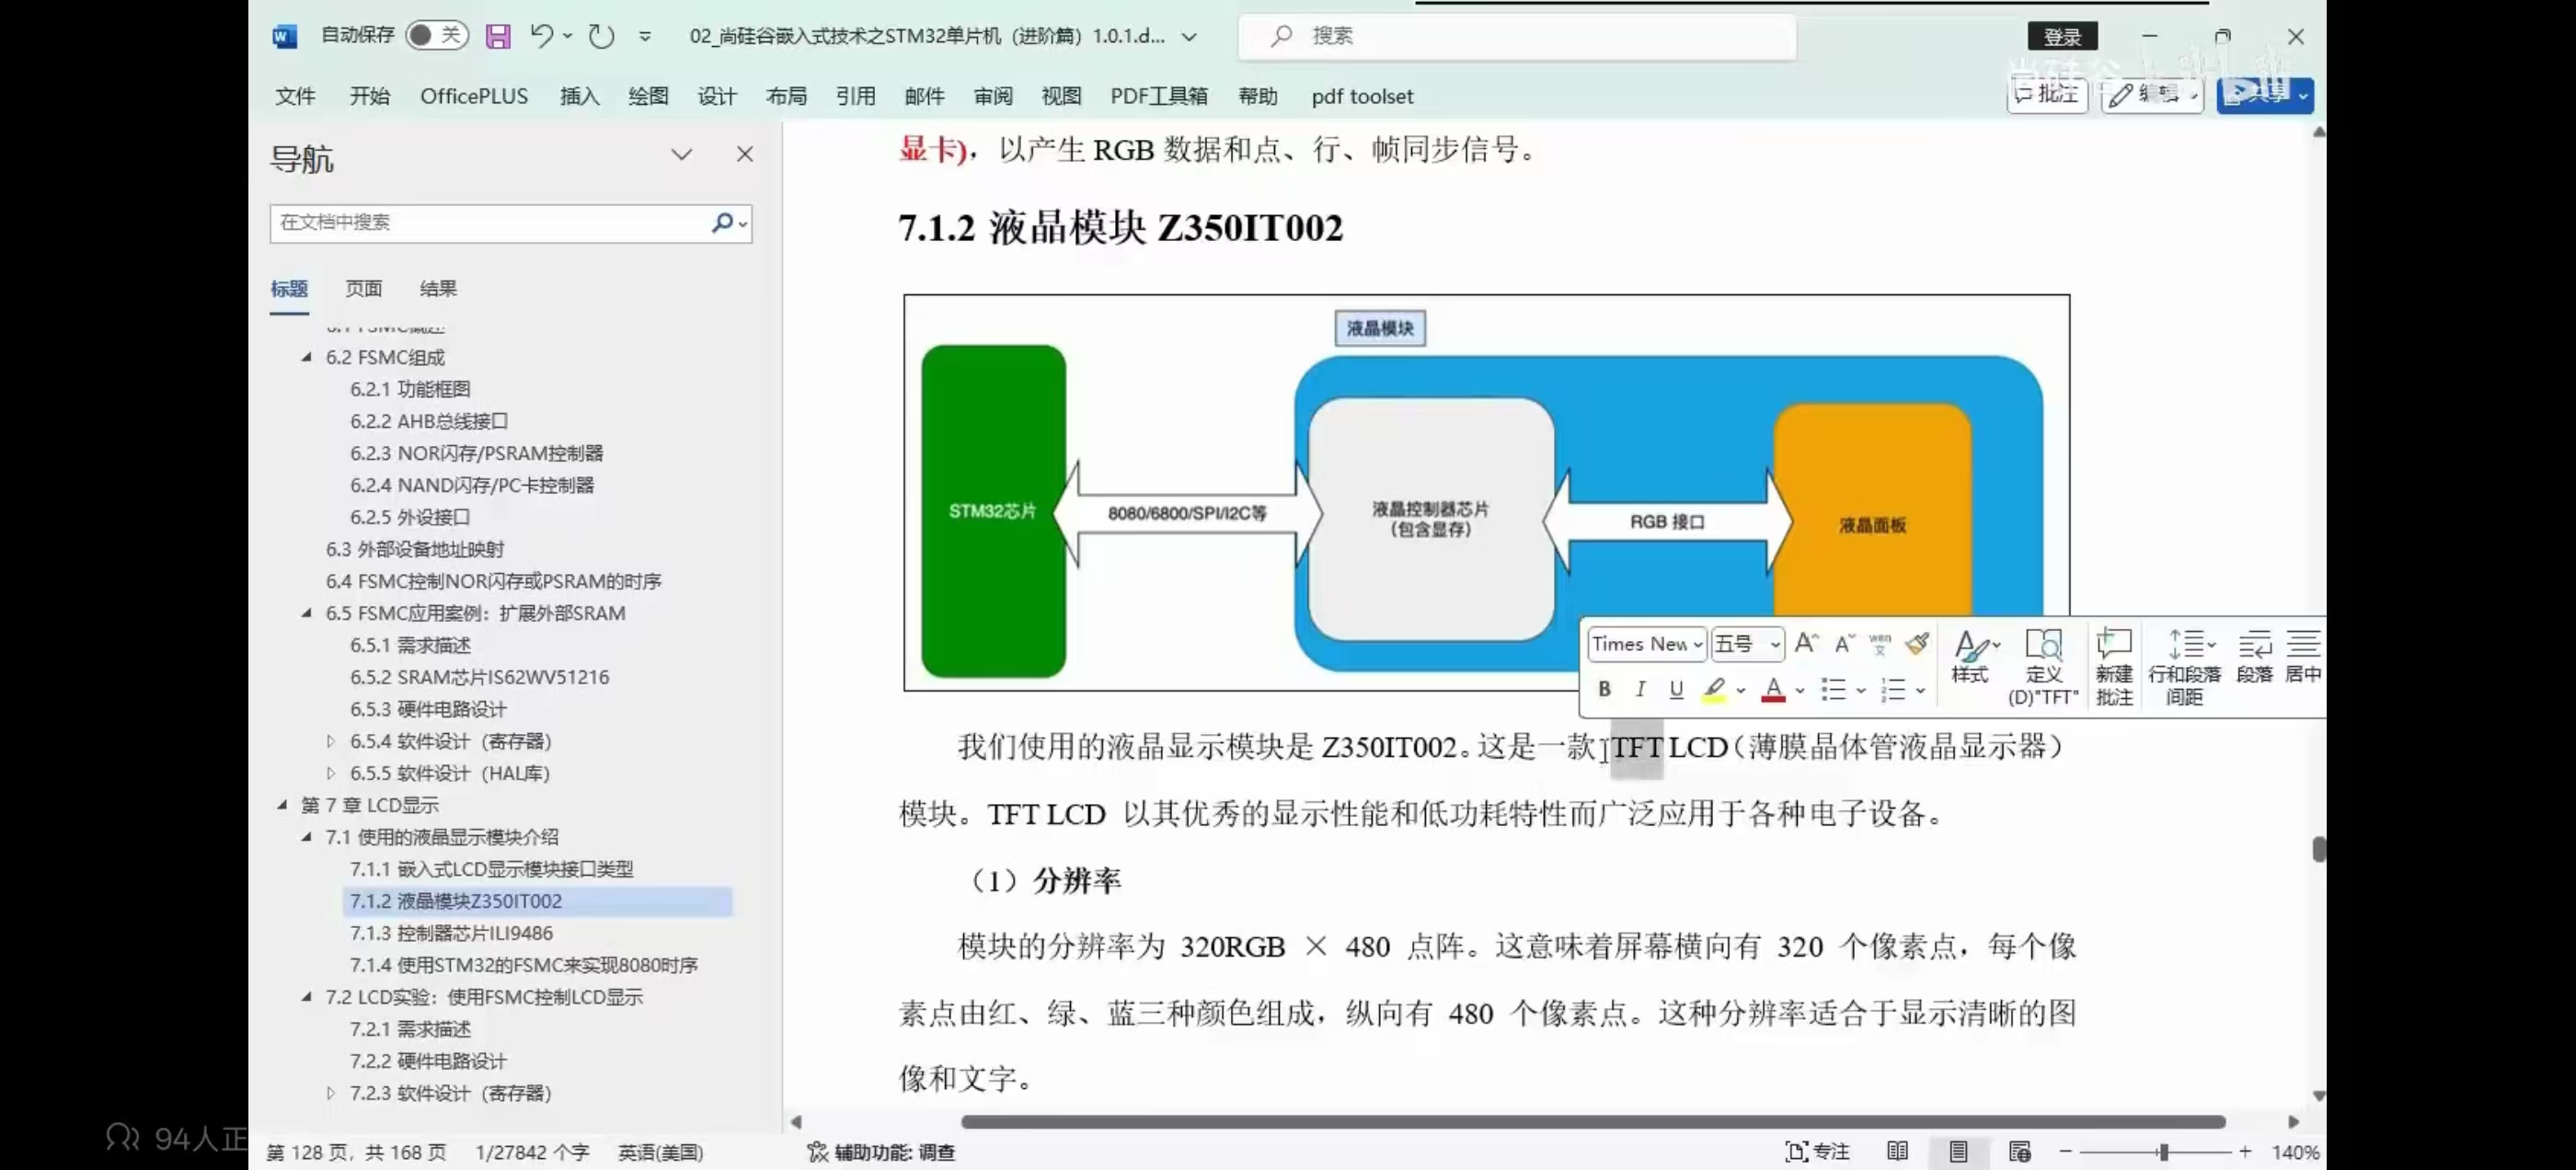 自动保存 关 02_尚硅谷嵌入式技术之STM32单片机（进阶篇）1.0.1.d... 搜索 登录
尚硅谷 bilibili
文件 开始 OfficePLUS 插入 绘图 设计 布局 引用 邮件 审阅 视图 PDF工具箱 帮助 pdf toolset 批注 编辑 共享
导航
在文档中搜索
标题 页面 结果
6.1 FSMC概述
6.2 FSMC组成
6.2.1 功能框图
6.2.2 AHB总线接口
6.2.3 NOR闪存/PSRAM控制器
6.2.4 NAND闪存/PC卡控制器
6.2.5 外设接口
6.3 外部设备地址映射
6.4 FSMC控制NOR闪存或PSRAM的时序
6.5 FSMC应用案例：扩展外部SRAM
6.5.1 需求描述
6.5.2 SRAM芯片IS62WV51216
6.5.3 硬件电路设计
6.5.4 软件设计（寄存器）
6.5.5 软件设计（HAL库）
第 7 章 LCD显示
7.1 使用的液晶显示模块介绍
7.1.1 嵌入式LCD显示模块接口类型
7.1.2 液晶模块Z350IT002
7.1.3 控制器芯片ILI9486
7.1.4 使用STM32的FSMC来实现8080时序
7.2 LCD实验：使用FSMC控制LCD显示
7.2.1 需求描述
7.2.2 硬件电路设计
7.2.3 软件设计（寄存器）
显卡)，以产生 RGB 数据和点、行、帧同步信号。
7.1.2 液晶模块 Z350IT002
液晶模块
STM32芯片
8080/6800/SPI/I2C等
液晶控制器芯片
（包含显存）
RGB 接口
液晶面板
Times New 五号 A A wén 文
B I U A
样式
定义
(D)"TFT"
新建
批注
行和段落
间距
段落
居中
我们使用的液晶显示模块是 Z350IT002。这是一款 TFT LCD（薄膜晶体管液晶显示器）
模块。TFT LCD 以其优秀的显示性能和低功耗特性而广泛应用于各种电子设备。
（1）分辨率
模块的分辨率为 320RGB × 480 点阵。这意味着屏幕横向有 320 个像素点，每个像
素点由红、绿、蓝三种颜色组成，纵向有 480 个像素点。这种分辨率适合于显示清晰的图
像和文字。
94人正
第 128 页，共 168 页 1/27842 个字 英语(美国) 辅助功能: 调查 专注 140%